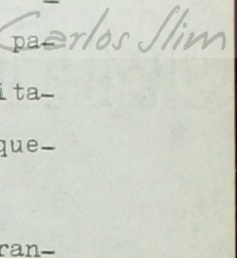 pa-
Carlos Slim
ita-
que-
ran-